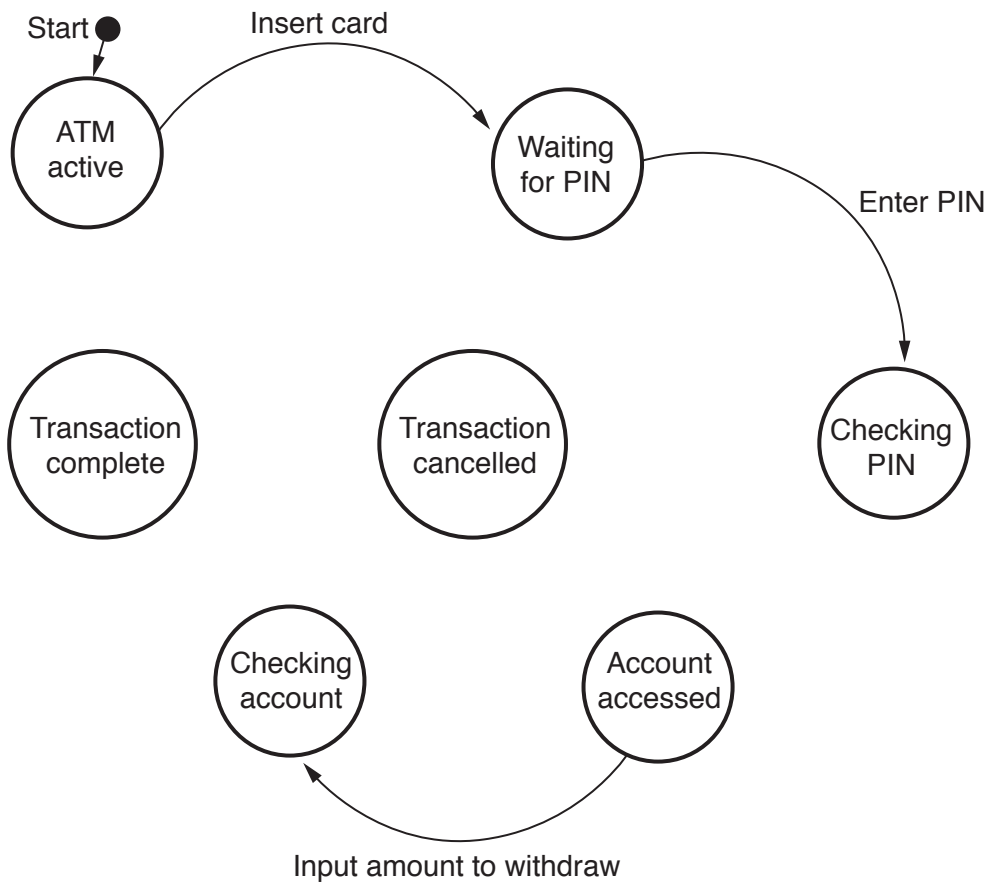 Start
Insert card
ATM
active
Waiting
for PIN
Enter PIN
Transaction
complete
Transaction
cancelled
Checking
PIN
Checking
account
Account
accessed
Input amount to withdraw